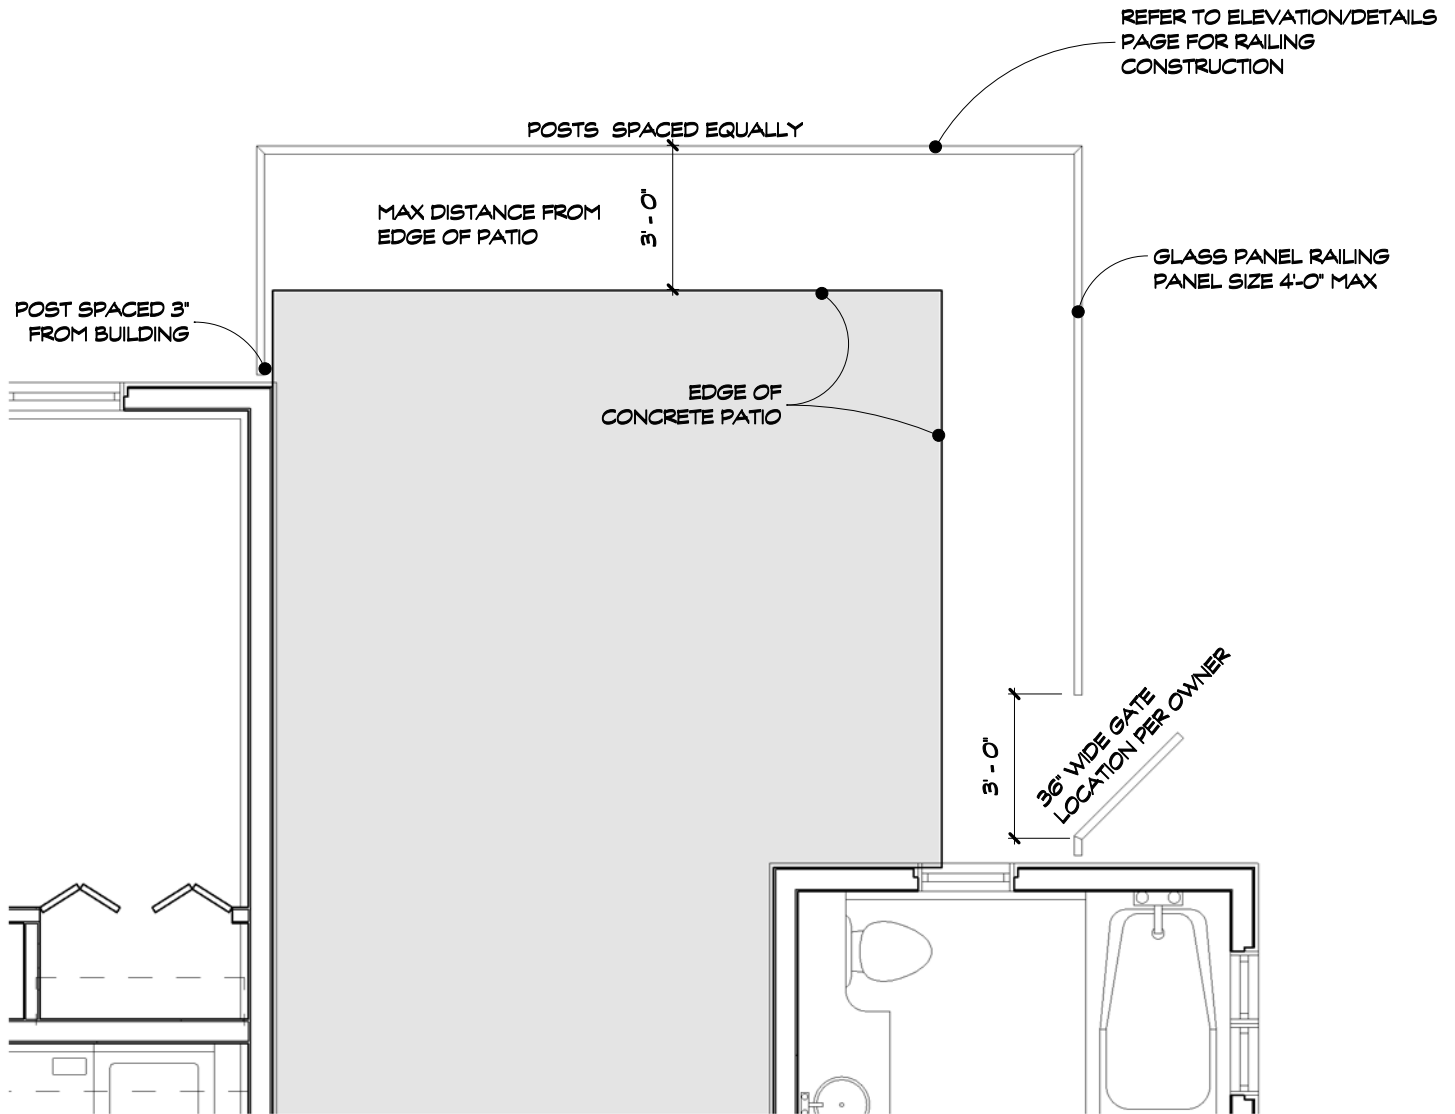 REFER TO ELEVATION/DETAILS
PAGE FOR RAILING
CONSTRUCTION
POSTS SPACED EQUALLY
MAX DISTANCE FROM
EDGE OF PATIO
3' - 0"
GLASS PANEL RAILING
PANEL SIZE 4'-0" MAX
POST SPACED 3"
FROM BUILDING
EDGE OF
CONCRETE PATIO
3' - 0"
36" WIDE GATE
LOCATION PER OWNER